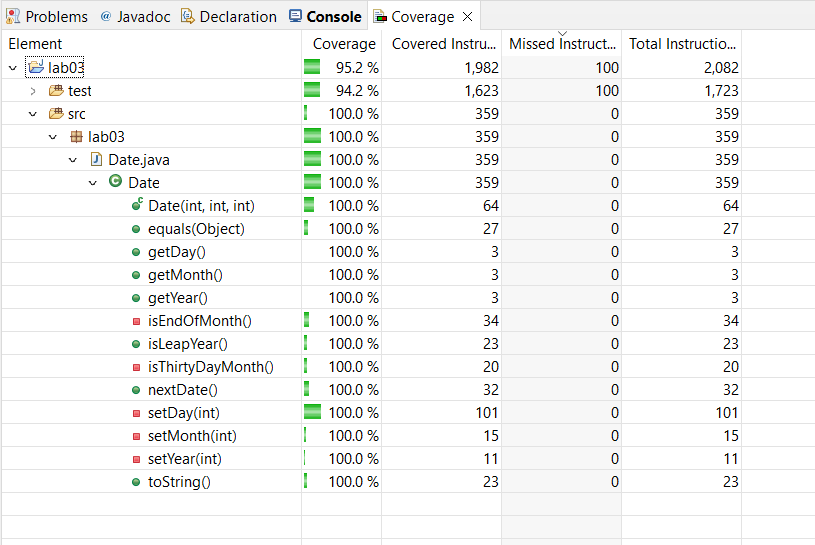 Problems @ Javadoc Declaration Console Coverage
Element Coverage Covered Instru... Missed Instruct... Total Instructio...
lab03 95.2 % 1,982 100 2,082
test 94.2 % 1,623 100 1,723
src 100.0 % 359 0 359
lab03 100.0 % 359 0 359
Date.java 100.0 % 359 0 359
Date 100.0 % 359 0 359
Date(int, int, int) 100.0 % 64 0 64
equals(Object) 100.0 % 27 0 27
getDay() 100.0 % 3 0 3
getMonth() 100.0 % 3 0 3
getYear() 100.0 % 3 0 3
isEndOfMonth() 100.0 % 34 0 34
isLeapYear() 100.0 % 23 0 23
isThirtyDayMonth() 100.0 % 20 0 20
nextDate() 100.0 % 32 0 32
setDay(int) 100.0 % 101 0 101
setMonth(int) 100.0 % 15 0 15
setYear(int) 100.0 % 11 0 11
toString() 100.0 % 23 0 23